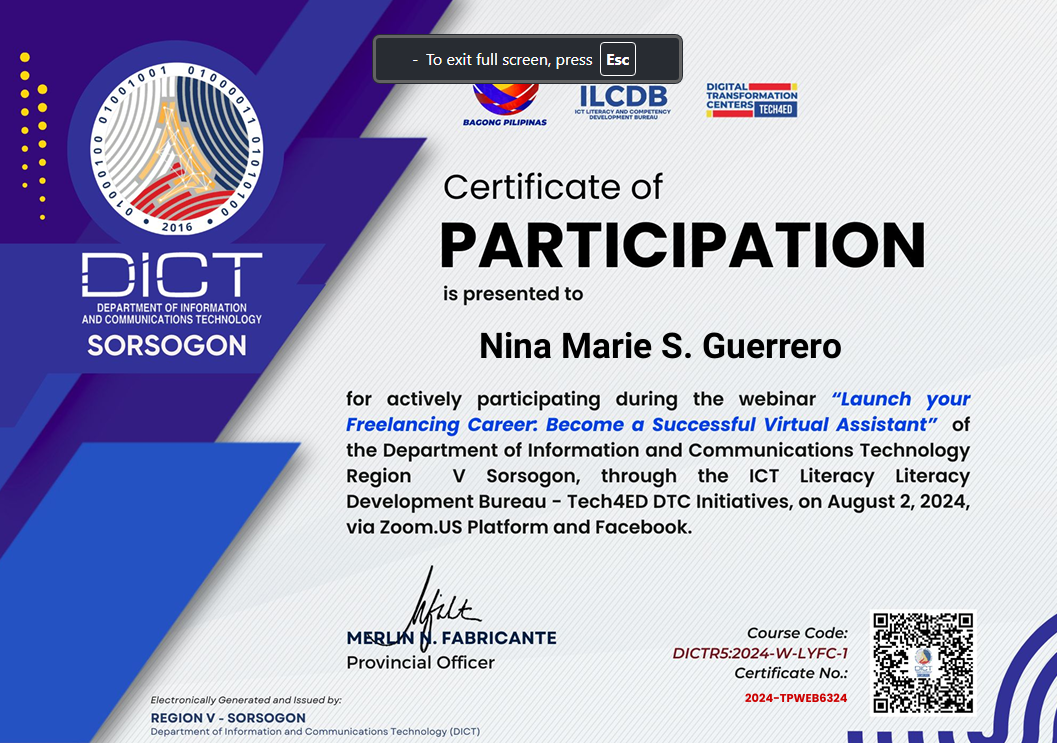 - To exit full screen, press Esc
BAGONG PILIPINAS
ILCDB
ICT LITERACY AND COMPETENCY
DEVELOPMENT BUREAU
DIGITAL
TRANSFORMATION
CENTERS TECH4ED
01000100 01001001 01000011 01010100
2016
DICT
DEPARTMENT OF INFORMATION
AND COMMUNICATIONS TECHNOLOGY
SORSOGON
Certificate of
PARTICIPATION
is presented to
Nina Marie S. Guerrero
for actively participating during the webinar “Launch your
Freelancing Career: Become a Successful Virtual Assistant” of
the Department of Information and Communications Technology
Region V Sorsogon, through the ICT Literacy Literacy
Development Bureau - Tech4ED DTC Initiatives, on August 2, 2024,
via Zoom.US Platform and Facebook.
MERLIN N. FABRICANTE
Provincial Officer
Course Code:
DICTR5:2024-W-LYFC-1
Certificate No.:
2024-TPWEB6324
Electronically Generated and Issued by:
REGION V - SORSOGON
Department of Information and Communications Technology (DICT)